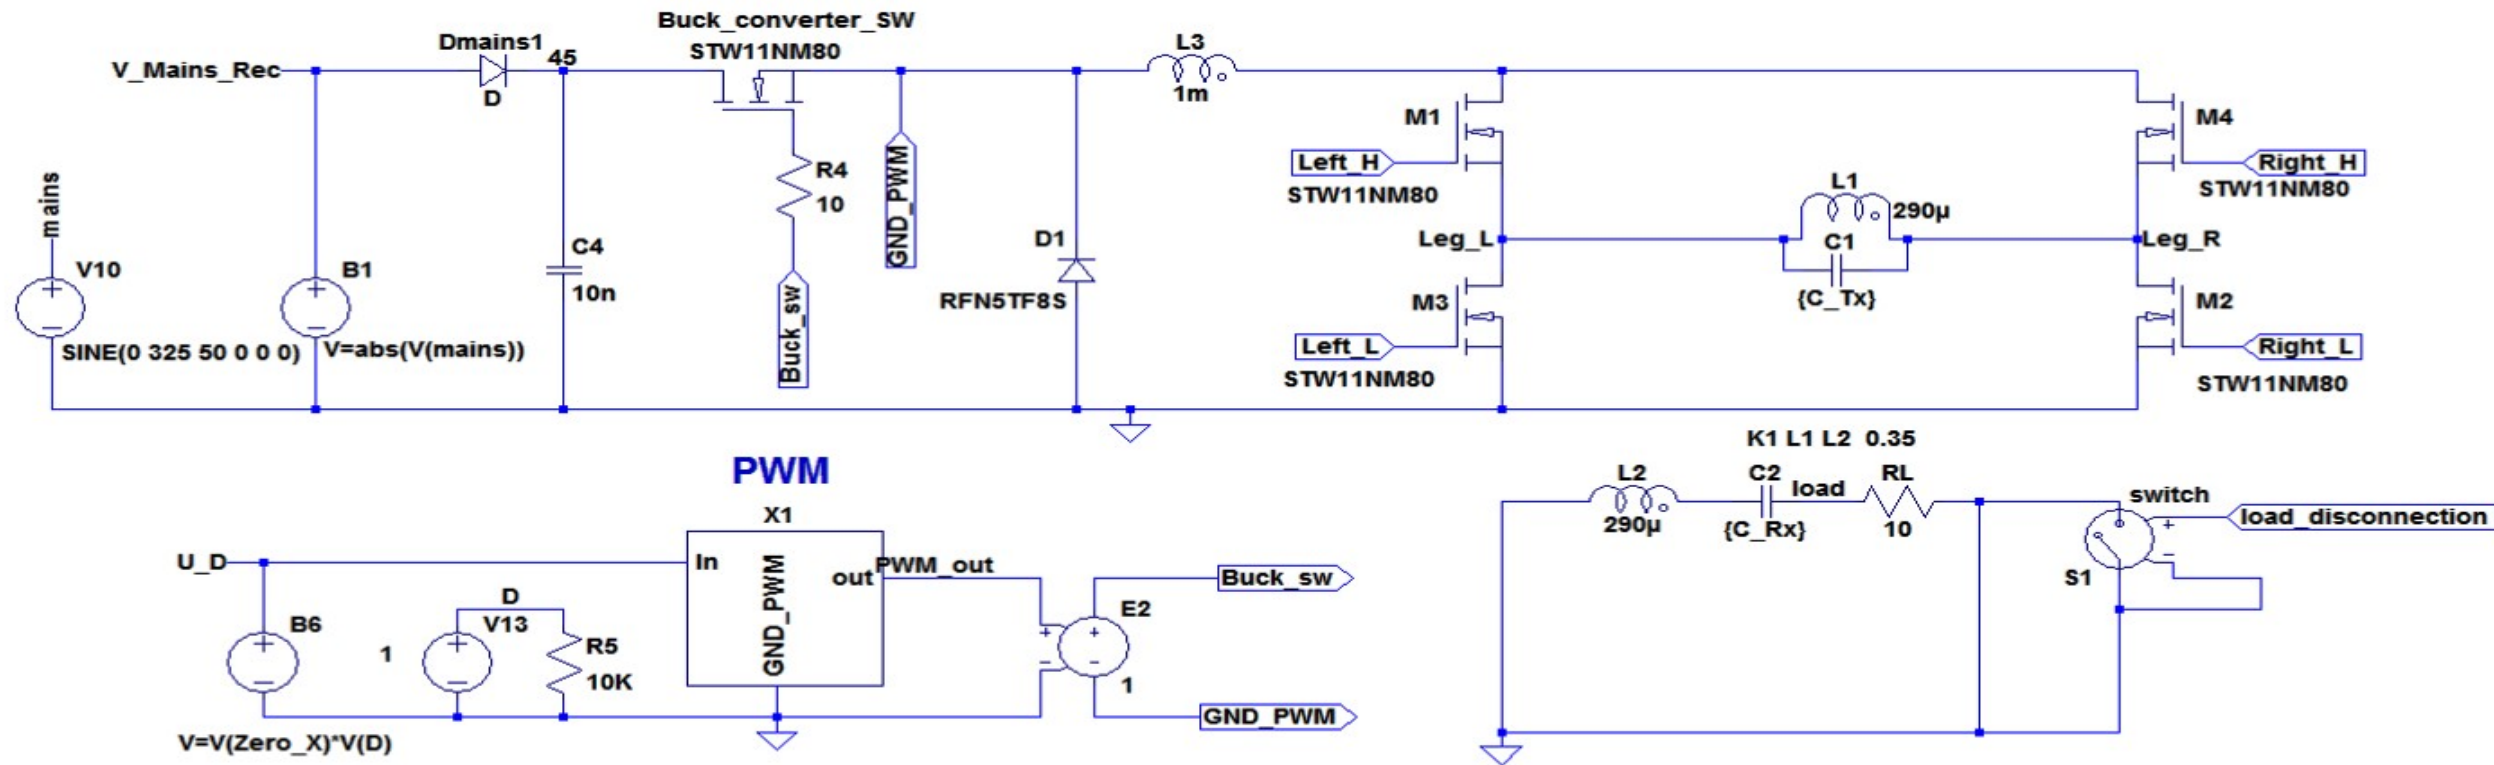 Buck_converter_SW
STW11NM80
Dmains1
45
V_Mains_Rec
D
L3
1m
M1
M4
Left_H
Right_H
STW11NM80
STW11NM80
R4
10
GND_PWM
mains
L1
290µ
Leg_L
C1
Leg_R
{C_Tx}
V10
B1
C4
10n
D1
RFN5TF8S
M3
M2
Buck_sw
SINE(0 325 50 0 0 0)
V=abs(V(mains))
Left_L
Right_L
STW11NM80
STW11NM80
K1 L1 L2 0.35
PWM
X1
L2
290µ
C2
{C_Rx}
load
RL
10
switch
load_disconnection
+
–
S1
U_D
In
GND_PWM
out
PWM_out
Buck_sw
E2
1
GND_PWM
B6
D
V13
1
R5
10K
V=V(Zero_X)*V(D)